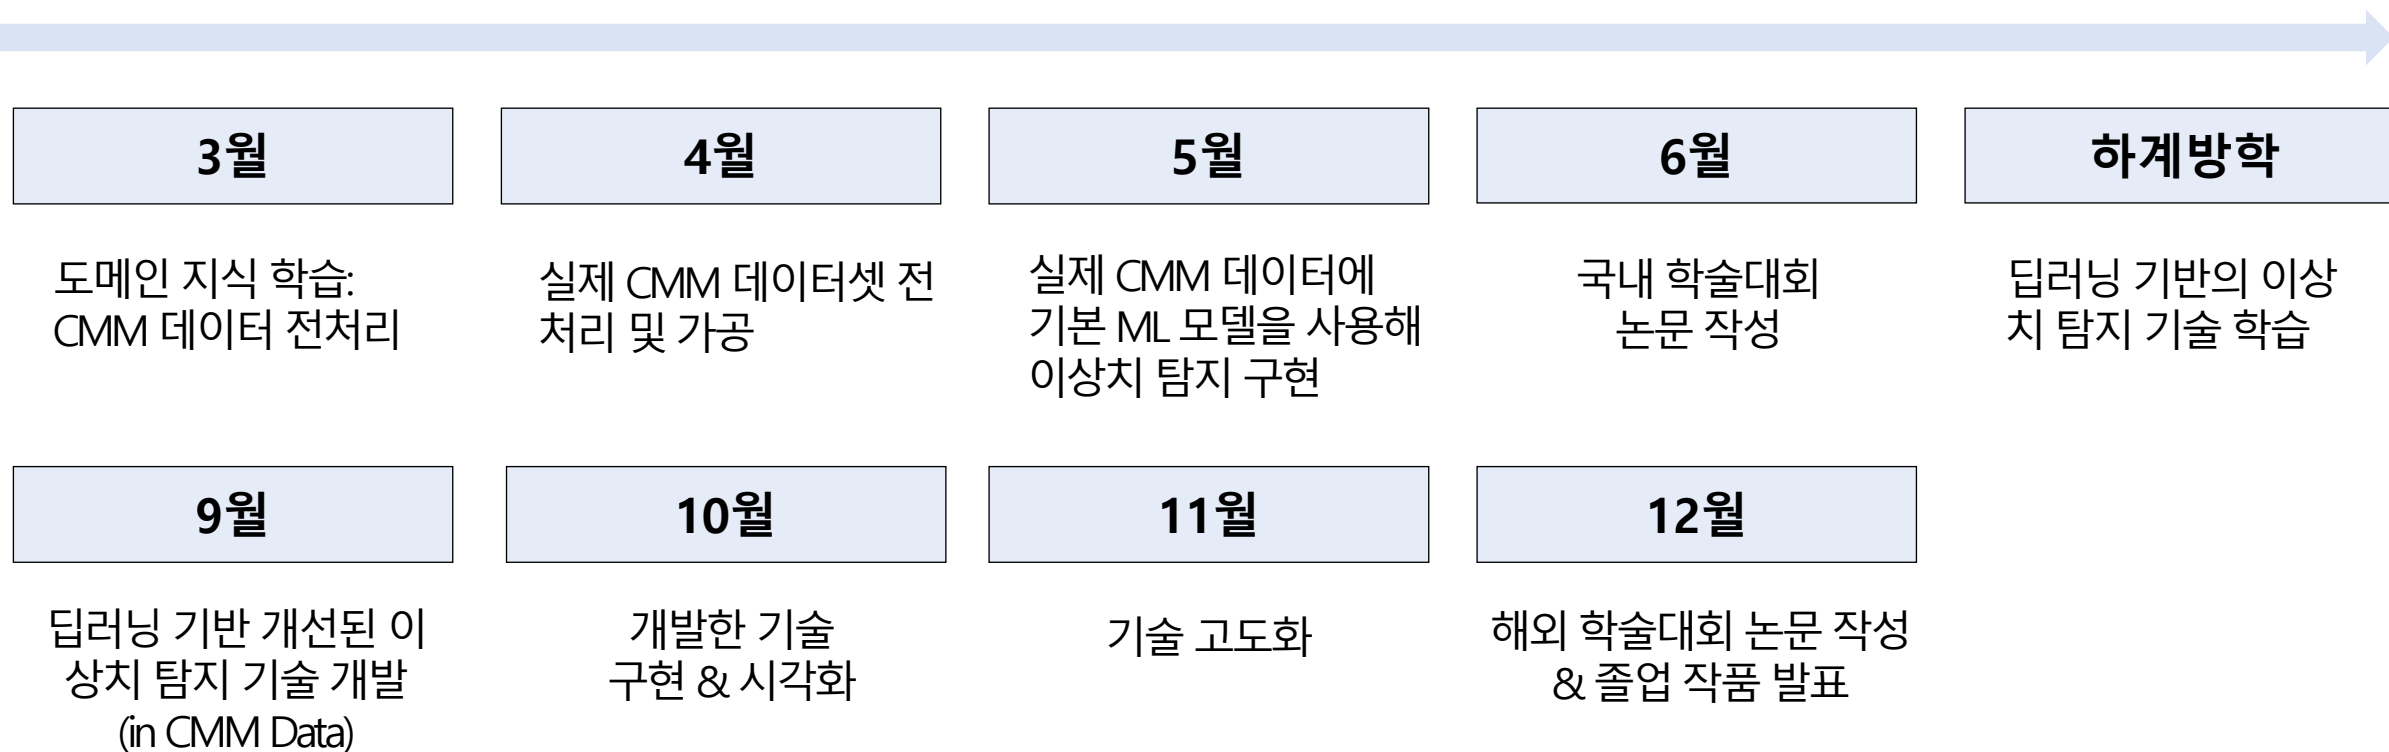 3월
4월
5월
6월
하계방학
도메인 지식 학습:
CMM 데이터 전처리
실제 CMM 데이터셋 전
처리 및 가공
실제 CMM 데이터에
기본 ML 모델을 사용해
이상치 탐지 구현
국내 학술대회
논문 작성
딥러닝 기반의 이상
치 탐지 기술 학습
9월
10월
11월
12월
딥러닝 기반 개선된 이
상치 탐지 기술 개발
(in CMM Data)
개발한 기술
구현 & 시각화
기술 고도화
해외 학술대회 논문 작성
& 졸업 작품 발표